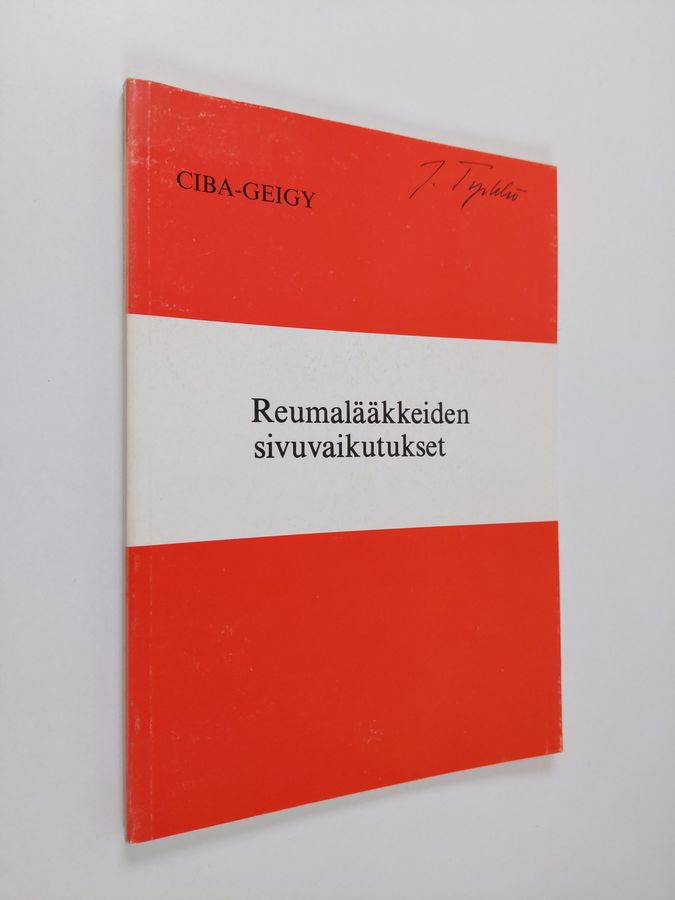 CIBA-GEIGY
J.
Reumalääkkeiden
sivuvaikutukset